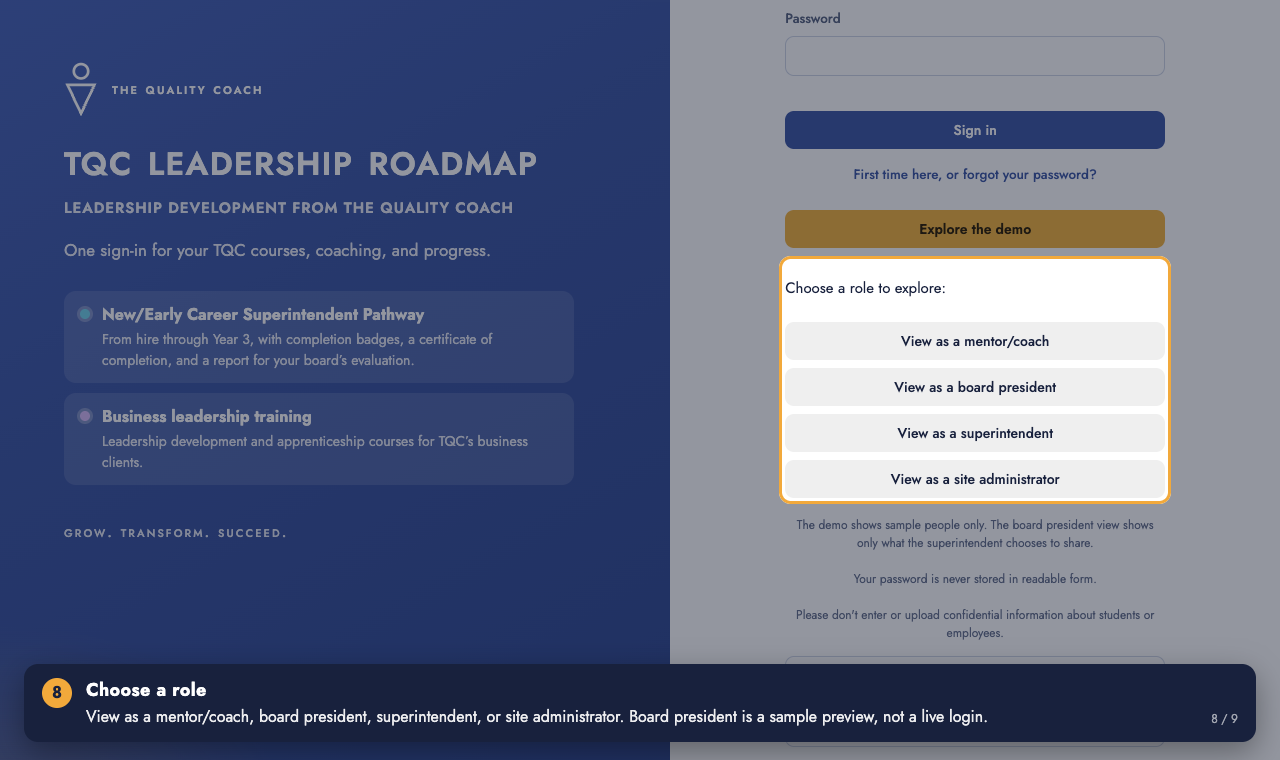 THE QUALITY COACH
TQC LEADERSHIP ROADMAP
LEADERSHIP DEVELOPMENT FROM THE QUALITY COACH
One sign-in for your TQC courses, coaching, and progress.
New/Early Career Superintendent Pathway
From hire through Year 3, with completion badges, a certificate of
completion, and a report for your board's evaluation.
Business leadership training
Leadership development and apprenticeship courses for TQC's business
clients.
GROW. TRANSFORM. SUCCEED.
Password
Sign in
First time here, or forgot your password?
Explore the demo
Choose a role to explore:
View as a mentor/coach
View as a board president
View as a superintendent
View as a site administrator
The demo shows sample people only. The board president view shows
only what the superintendent chooses to share.
Your password is never stored in readable form.
Please don't enter or upload confidential information about students or
employees.
8
Choose a role
View as a mentor/coach, board president, superintendent, or site administrator. Board president is a sample preview, not a live login.
8 / 9